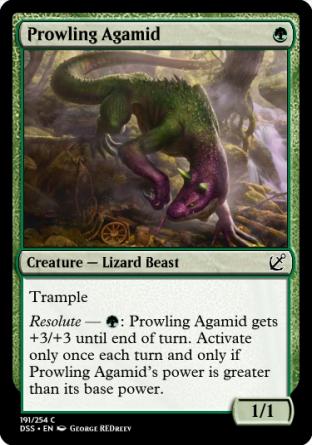 Prowling Agamid
Creature — Lizard Beast
Trample
Resolute — : Prowling Agamid gets
+3/+3 until end of turn. Activate
only once each turn and only if
Prowling Agamid's power is greater
than its base power.
1/1
191/254 C
DSS • EN George REDreev